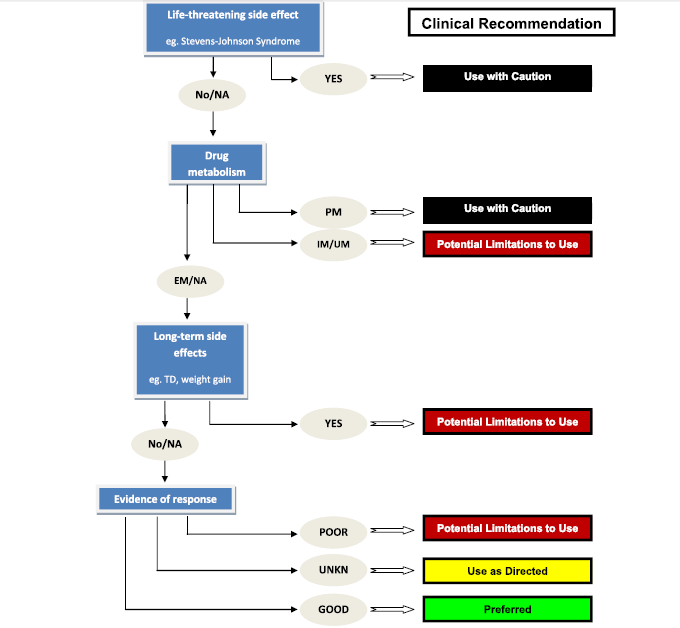 Life-threatening side effect
eg. Stevens-Johnson Syndrome
Clinical Recommendation
YES
Use with Caution
No/NA
Drug
metabolism
PM
Use with Caution
IM/UM
Potential Limitations to Use
EM/NA
Long-term side
effects
eg. TD, weight gain
YES
Potential Limitations to Use
No/NA
Evidence of response
POOR
Potential Limitations to Use
UNKN
Use as Directed
GOOD
Preferred